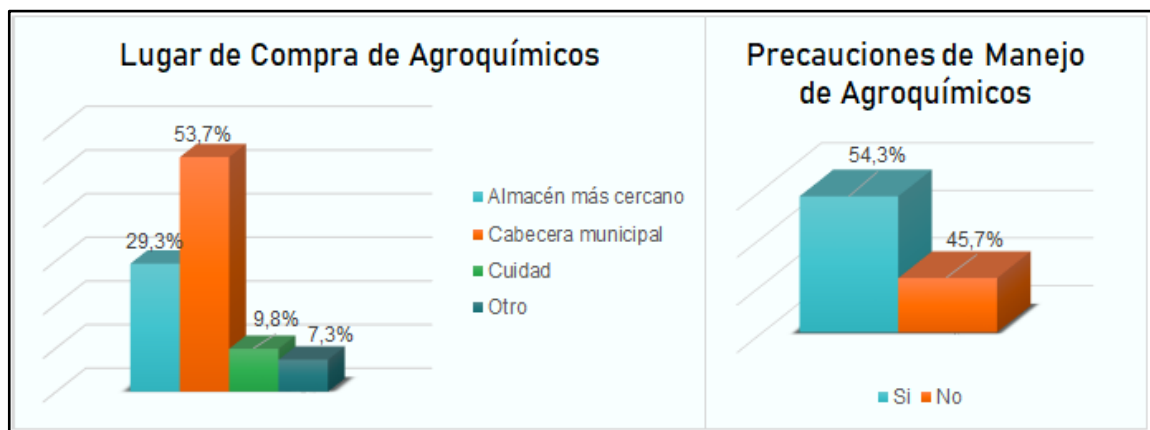 Lugar de Compra de Agroquímicos
53,7%
29,3%
9,8%
7,3%
Almacén más cercano
Cabecera municipal
Cuidad
Otro
Precauciones de Manejo
de Agroquímicos
54,3%
45,7%
Si No